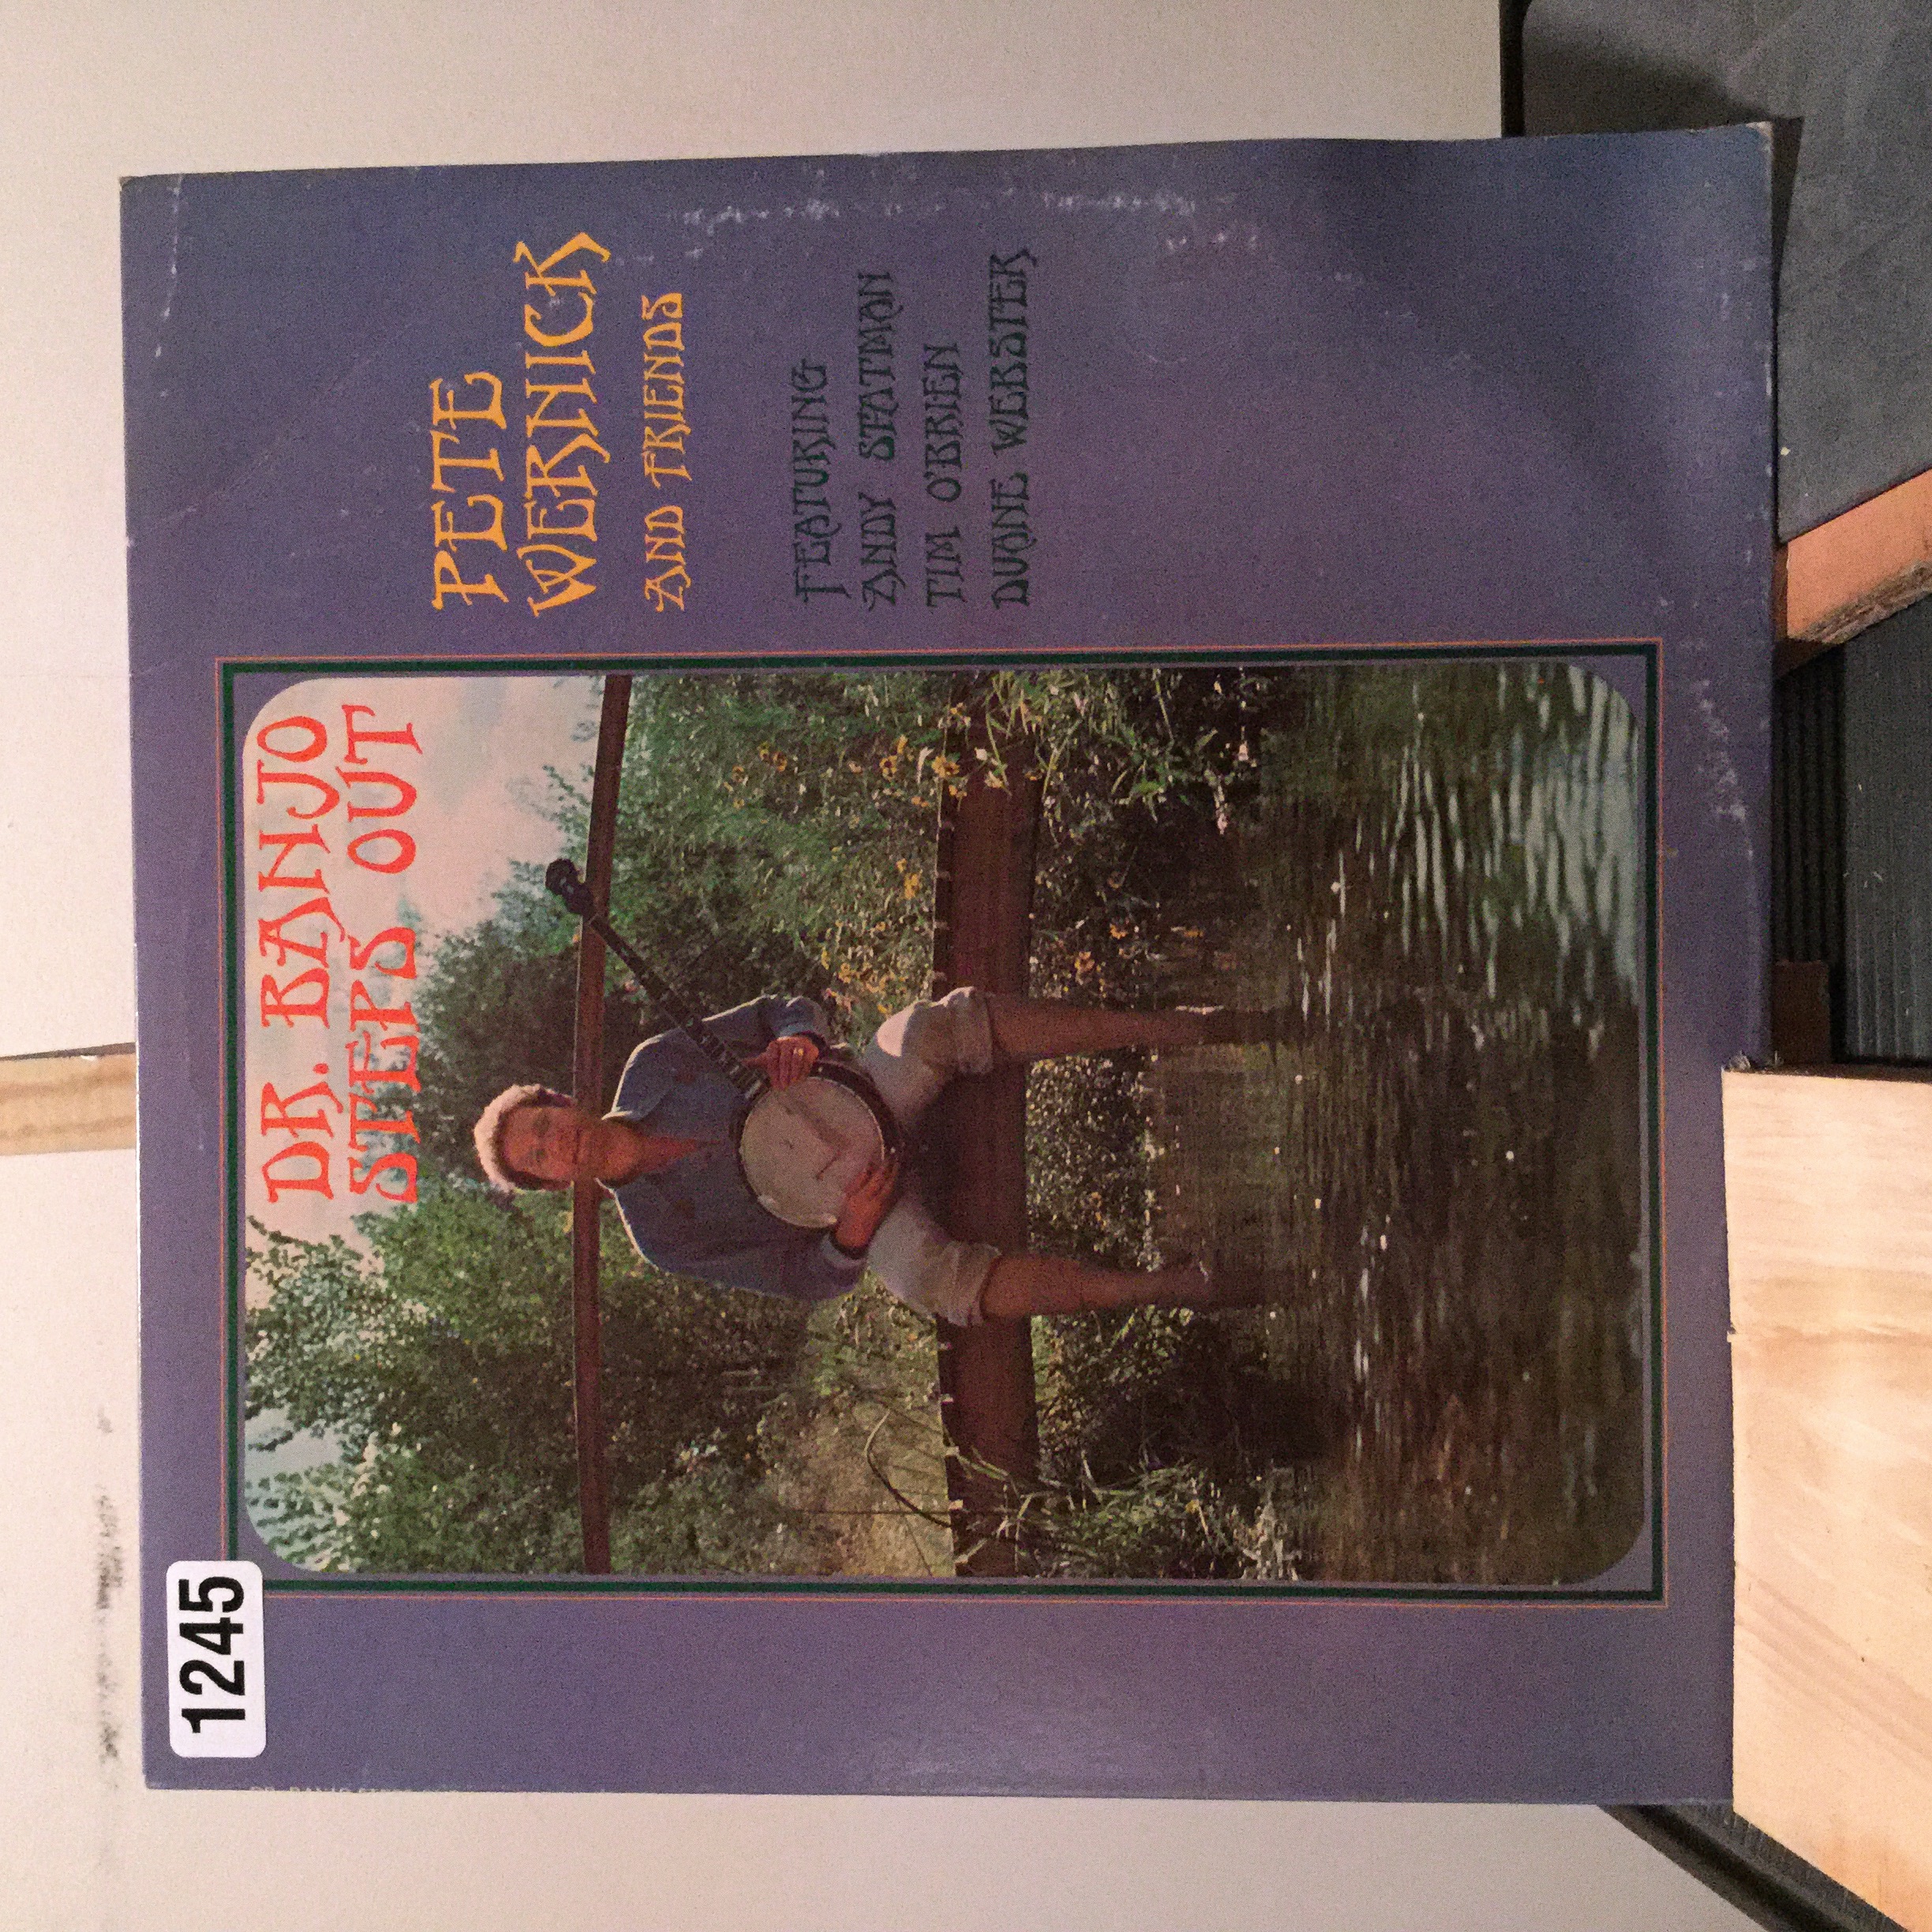 1245
DR. BANJO
STEPS OUT
PETE
WERNICK
AND FRIENDS
FEATURING
ANDY STATMAN
TIM O'BRIEN
DUANE WEBSTER